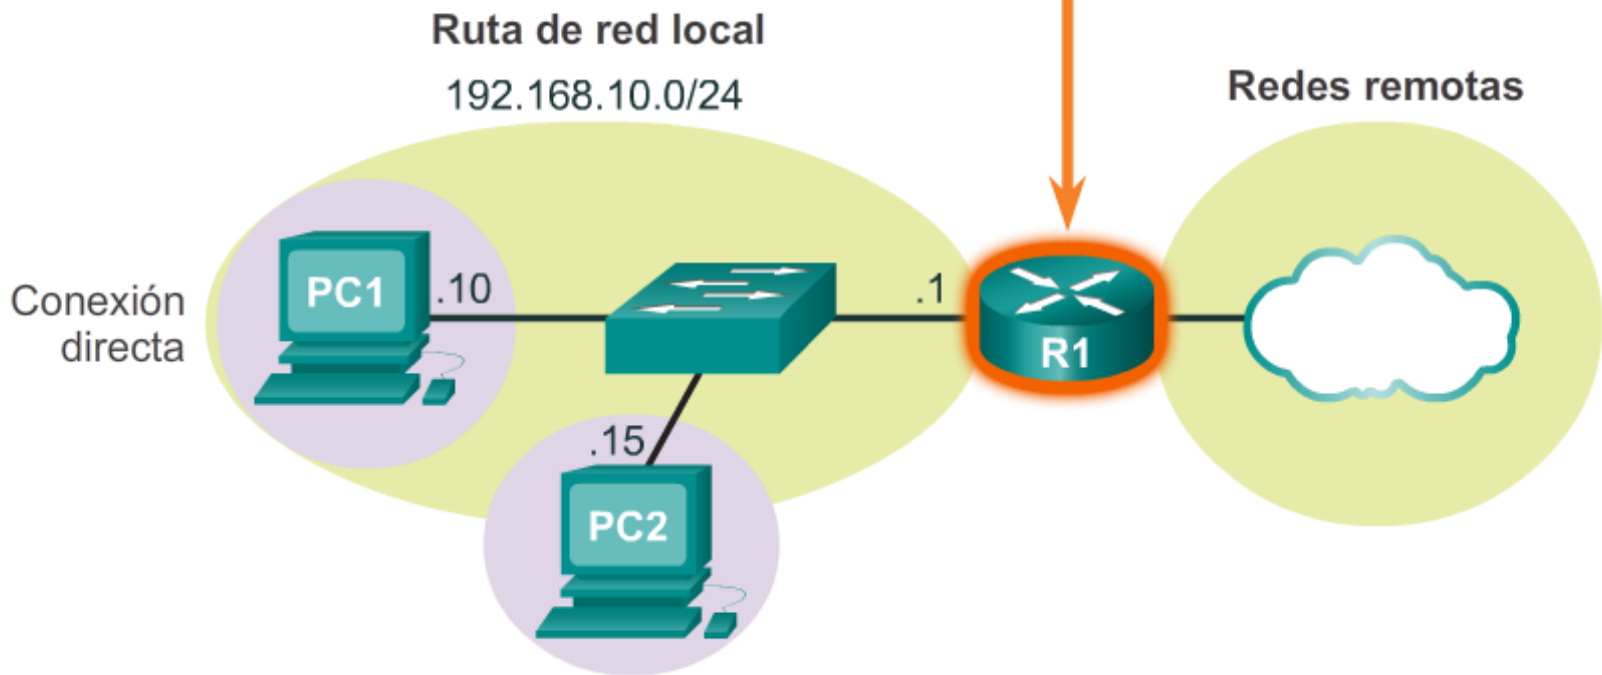 Ruta de red local
192.168.10.0/24
Redes remotas
Conexión
directa
PC1
.10
.1
R1
.15
PC2